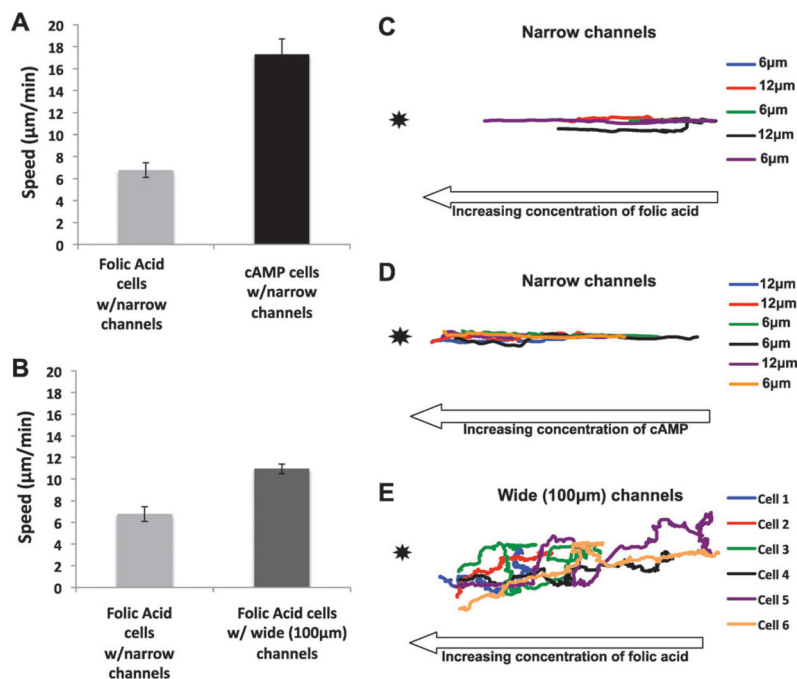 A
Speed (μm/min)
20
18
16
14
12
10
8
6
4
2
0
Folic Acid
cells
w/narrow
channels
cAMP cells
w/narrow
channels
B
Speed (μm/min)
20
18
16
14
12
10
8
6
4
2
0
Folic Acid
cells
w/narrow
channels
Folic Acid cells
w/ wide (100μm)
channels
C
Narrow channels
6μm
12μm
6μm
12μm
6μm
Increasing concentration of folic acid
D
Narrow channels
12μm
12μm
6μm
6μm
12μm
6μm
Increasing concentration of cAMP
E
Wide (100μm) channels
Cell 1
Cell 2
Cell 3
Cell 4
Cell 5
Cell 6
Increasing concentration of folic acid